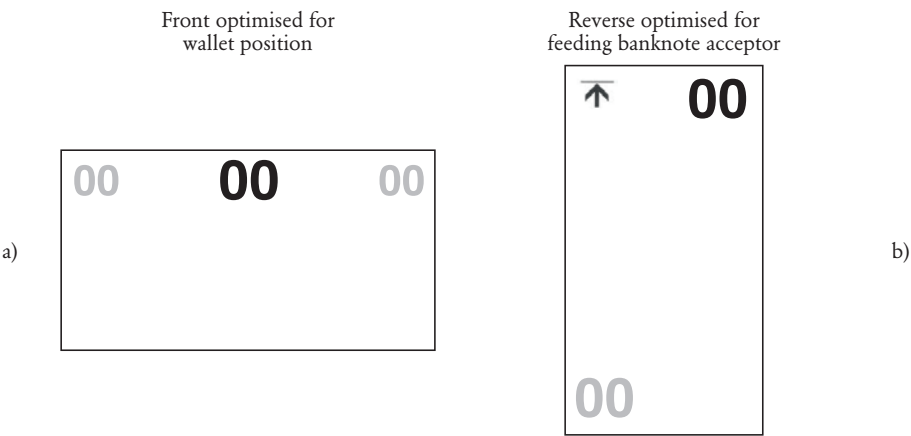 Front optimised for
wallet position
Reverse optimised for
feeding banknote acceptor
a)
00 00 00
00
00
b)